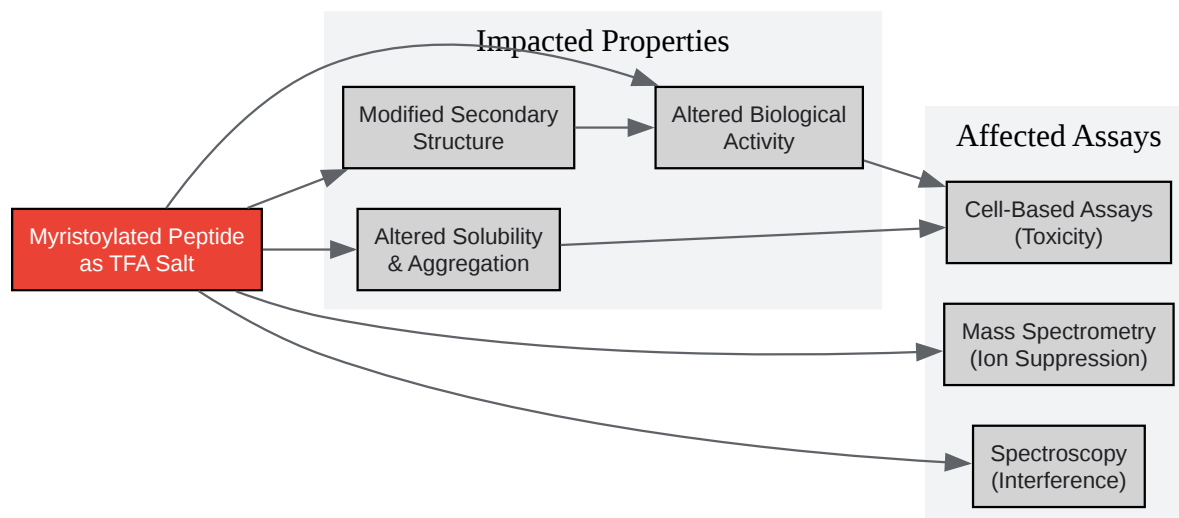 Impacted Properties
Modified Secondary
Structure
Altered Biological
Activity
Affected Assays
Myristoylated Peptide
as TFA Salt
Altered Solubility
& Aggregation
Cell-Based Assays
(Toxicity)
Mass Spectrometry
(Ion Suppression)
Spectroscopy
(Interference)